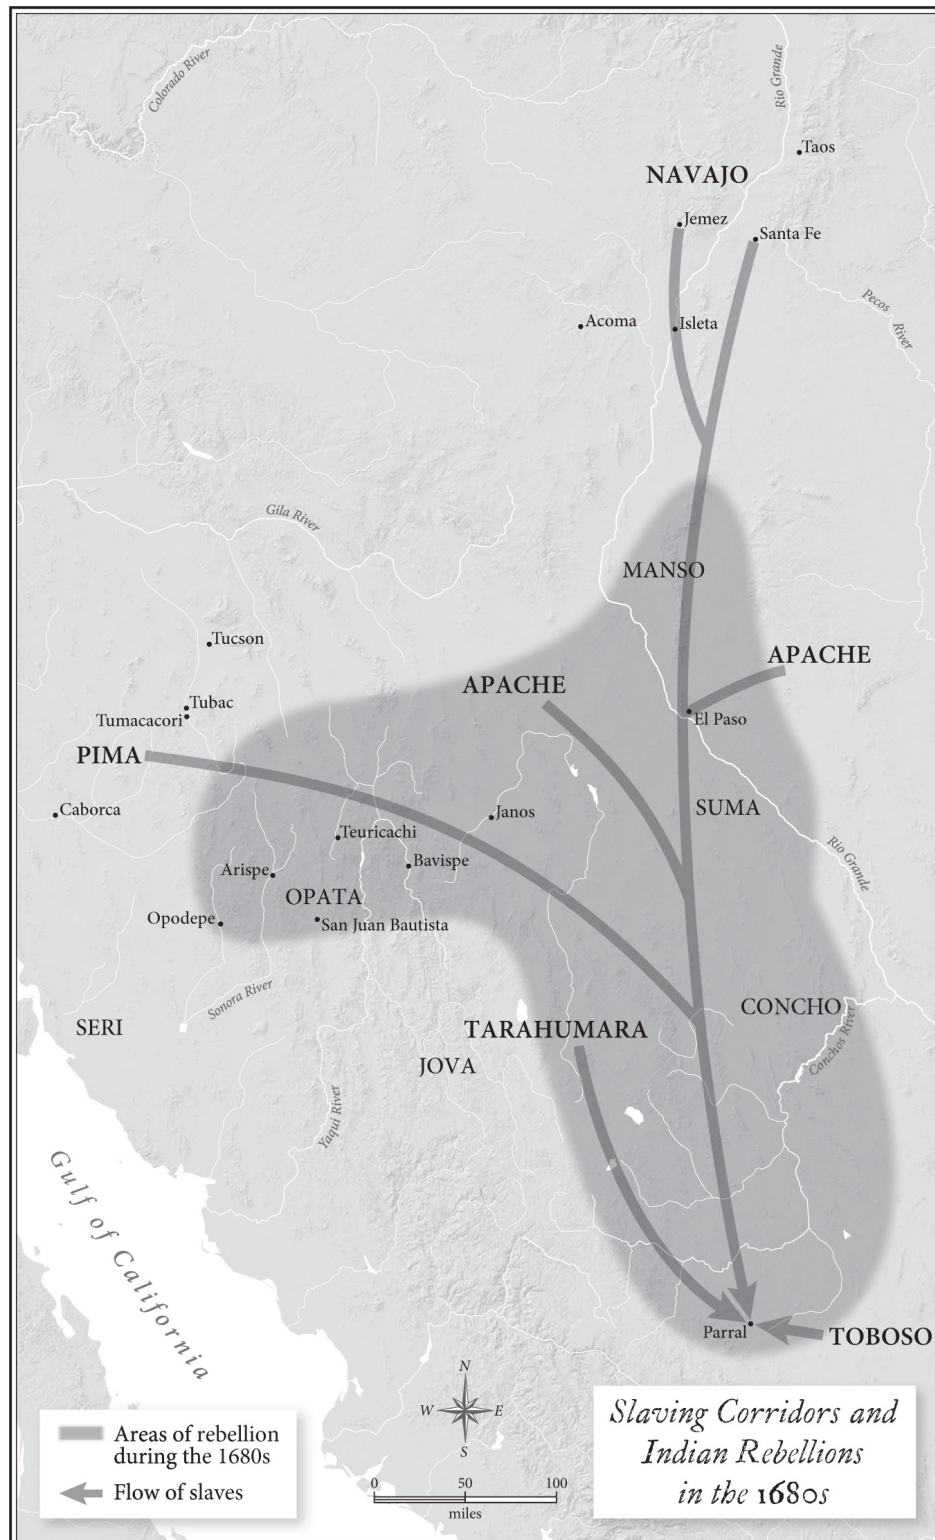 Colorado River
Rio Grande
Taos
NAVAJO
Jemez
Santa Fe
Pecos
River
Acoma
Isleta
Gila River
MANSO
Tucson
APACHE
APACHE
Tubac
Tumacacori
El Paso
PIMA
Caborca
Janos
SUMA
Teuricachi
Bavispe
Rio Grande
Arispe
OPATA
Opodepe
San Juan Bautista
Sonora River
CONCHO
SERI
TARAHUMARA
Conchos River
JOVA
Yaqui River
Gulf of California
Parral
TOBOSO
N
W
E
S
Areas of rebellion
during the 1680s
Flow of slaves
0
50
100
miles
Slaving Corridors and
Indian Rebellions
in the 1680s